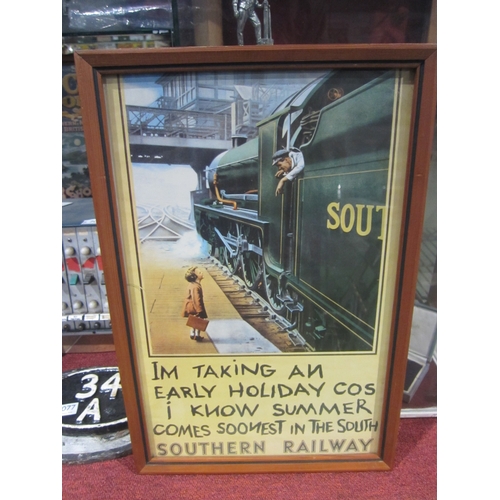 SOUT
IM TAKING AN
EARLY HOLIDAY COS
i KNOW SUMMER
COMES SOONEST IN THE SOUTH
SOUTHERN RAILWAY
34
A